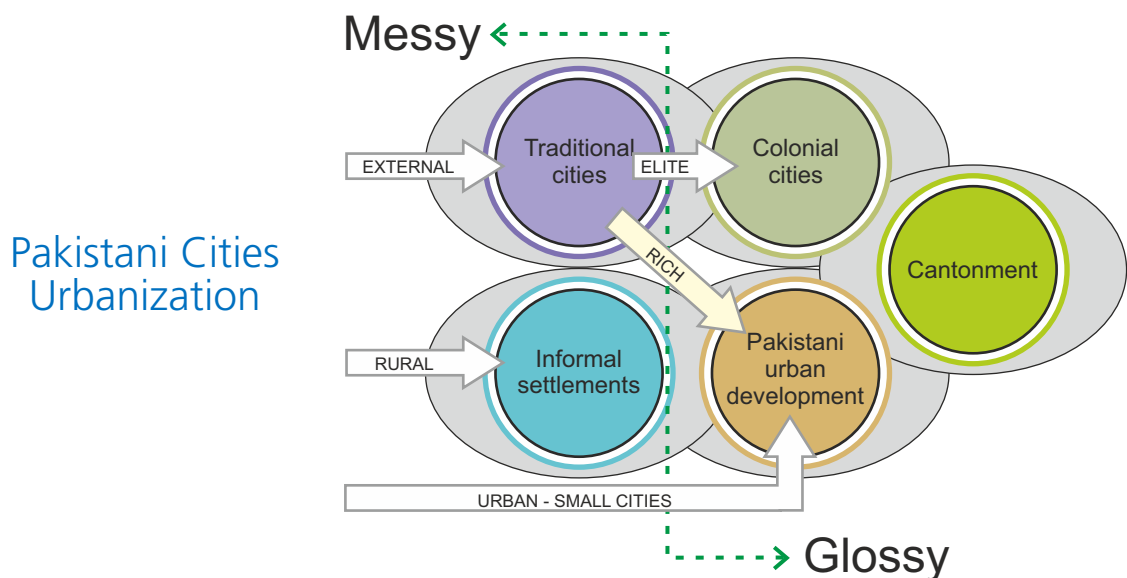 Messy
Pakistani Cities
Urbanization
EXTERNAL
Traditional
cities
ELITE
Colonial
cities
RICH
Cantonment
RURAL
Informal
settlements
Pakistani
urban
development
URBAN - SMALL CITIES
Glossy